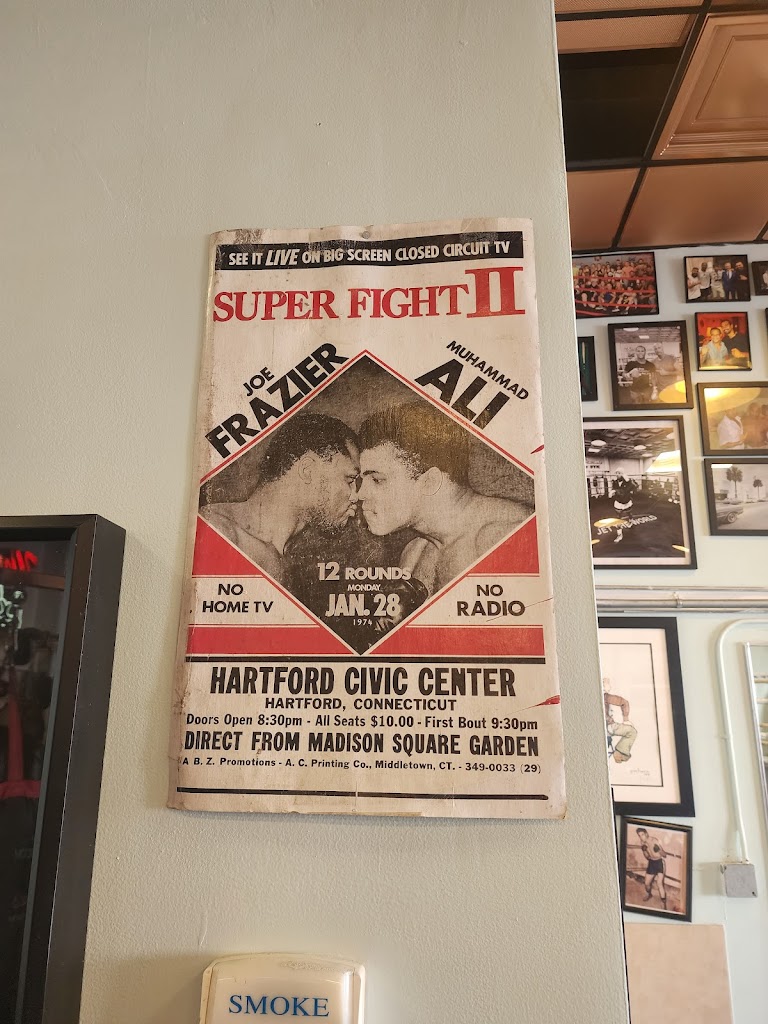 SEE IT LIVE ON BIG SCREEN CLOSED CIRCUIT TV
SUPER FIGHT II
JOE
FRAZIER
MUHAMMAD
ALI
12 ROUNDS
MONDAY
JAN. 28
1974
NO
HOME TV
NO
RADIO
HARTFORD CIVIC CENTER
HARTFORD, CONNECTICUT
Doors Open 8:30pm - All Seats $10.00 - First Bout 9:30pm
DIRECT FROM MADISON SQUARE GARDEN
A B.Z. Promotions - A. C. Printing Co., Middletown, CT. - 349-0033 (29)
SMOKE